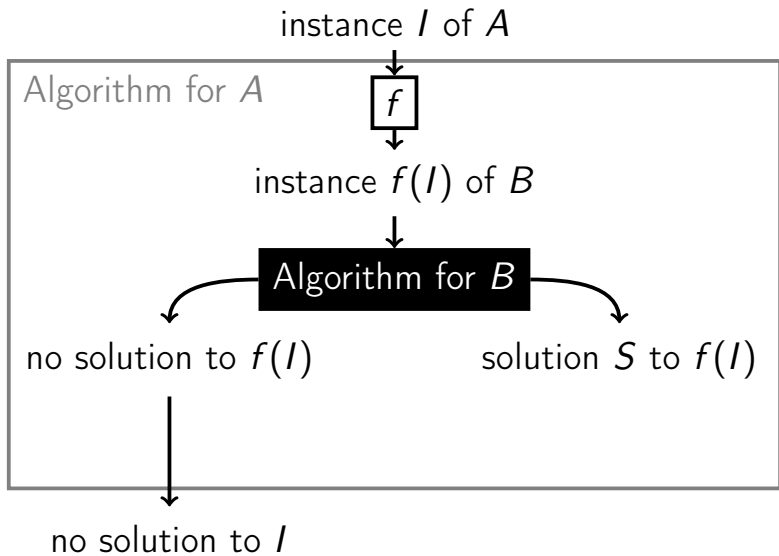 instance I of A
Algorithm for A
f
instance f(I) of B
Algorithm for B
no solution to f(I)
solution S to f(I)
no solution to I